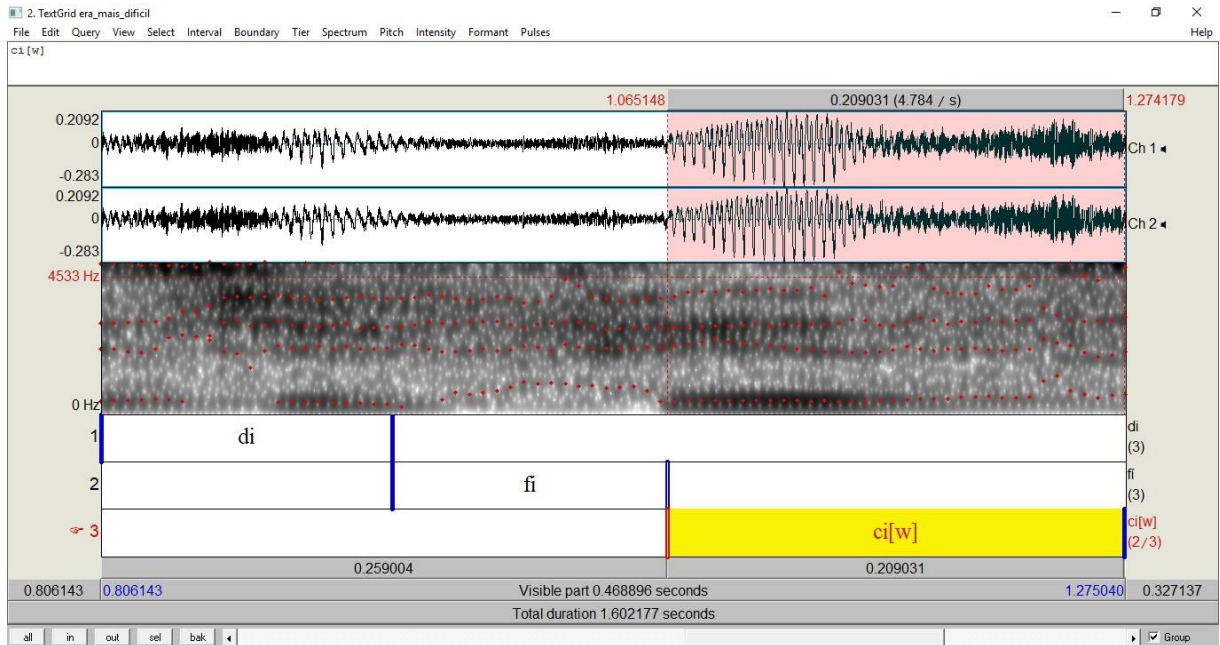 2. TextGrid era_mais_dificil
File Edit Query View Select Interval Boundary Tier Spectrum Pitch Intensity Formant Pulses Help
ci[w]
1.065148 0.209031 (4.784 / s) 1.274179
0.2092
0
-0.283
Ch 1
0.2092
0
-0.283
Ch 2
4533 Hz
0 Hz
1 di di
(3)
2 fi fi
(3)
3 ci[w] ci[w]
(2/3)
0.259004 0.209031
0.806143 0.806143 Visible part 0.468896 seconds 1.275040 0.327137
Total duration 1.602177 seconds
all in out sel bak Group